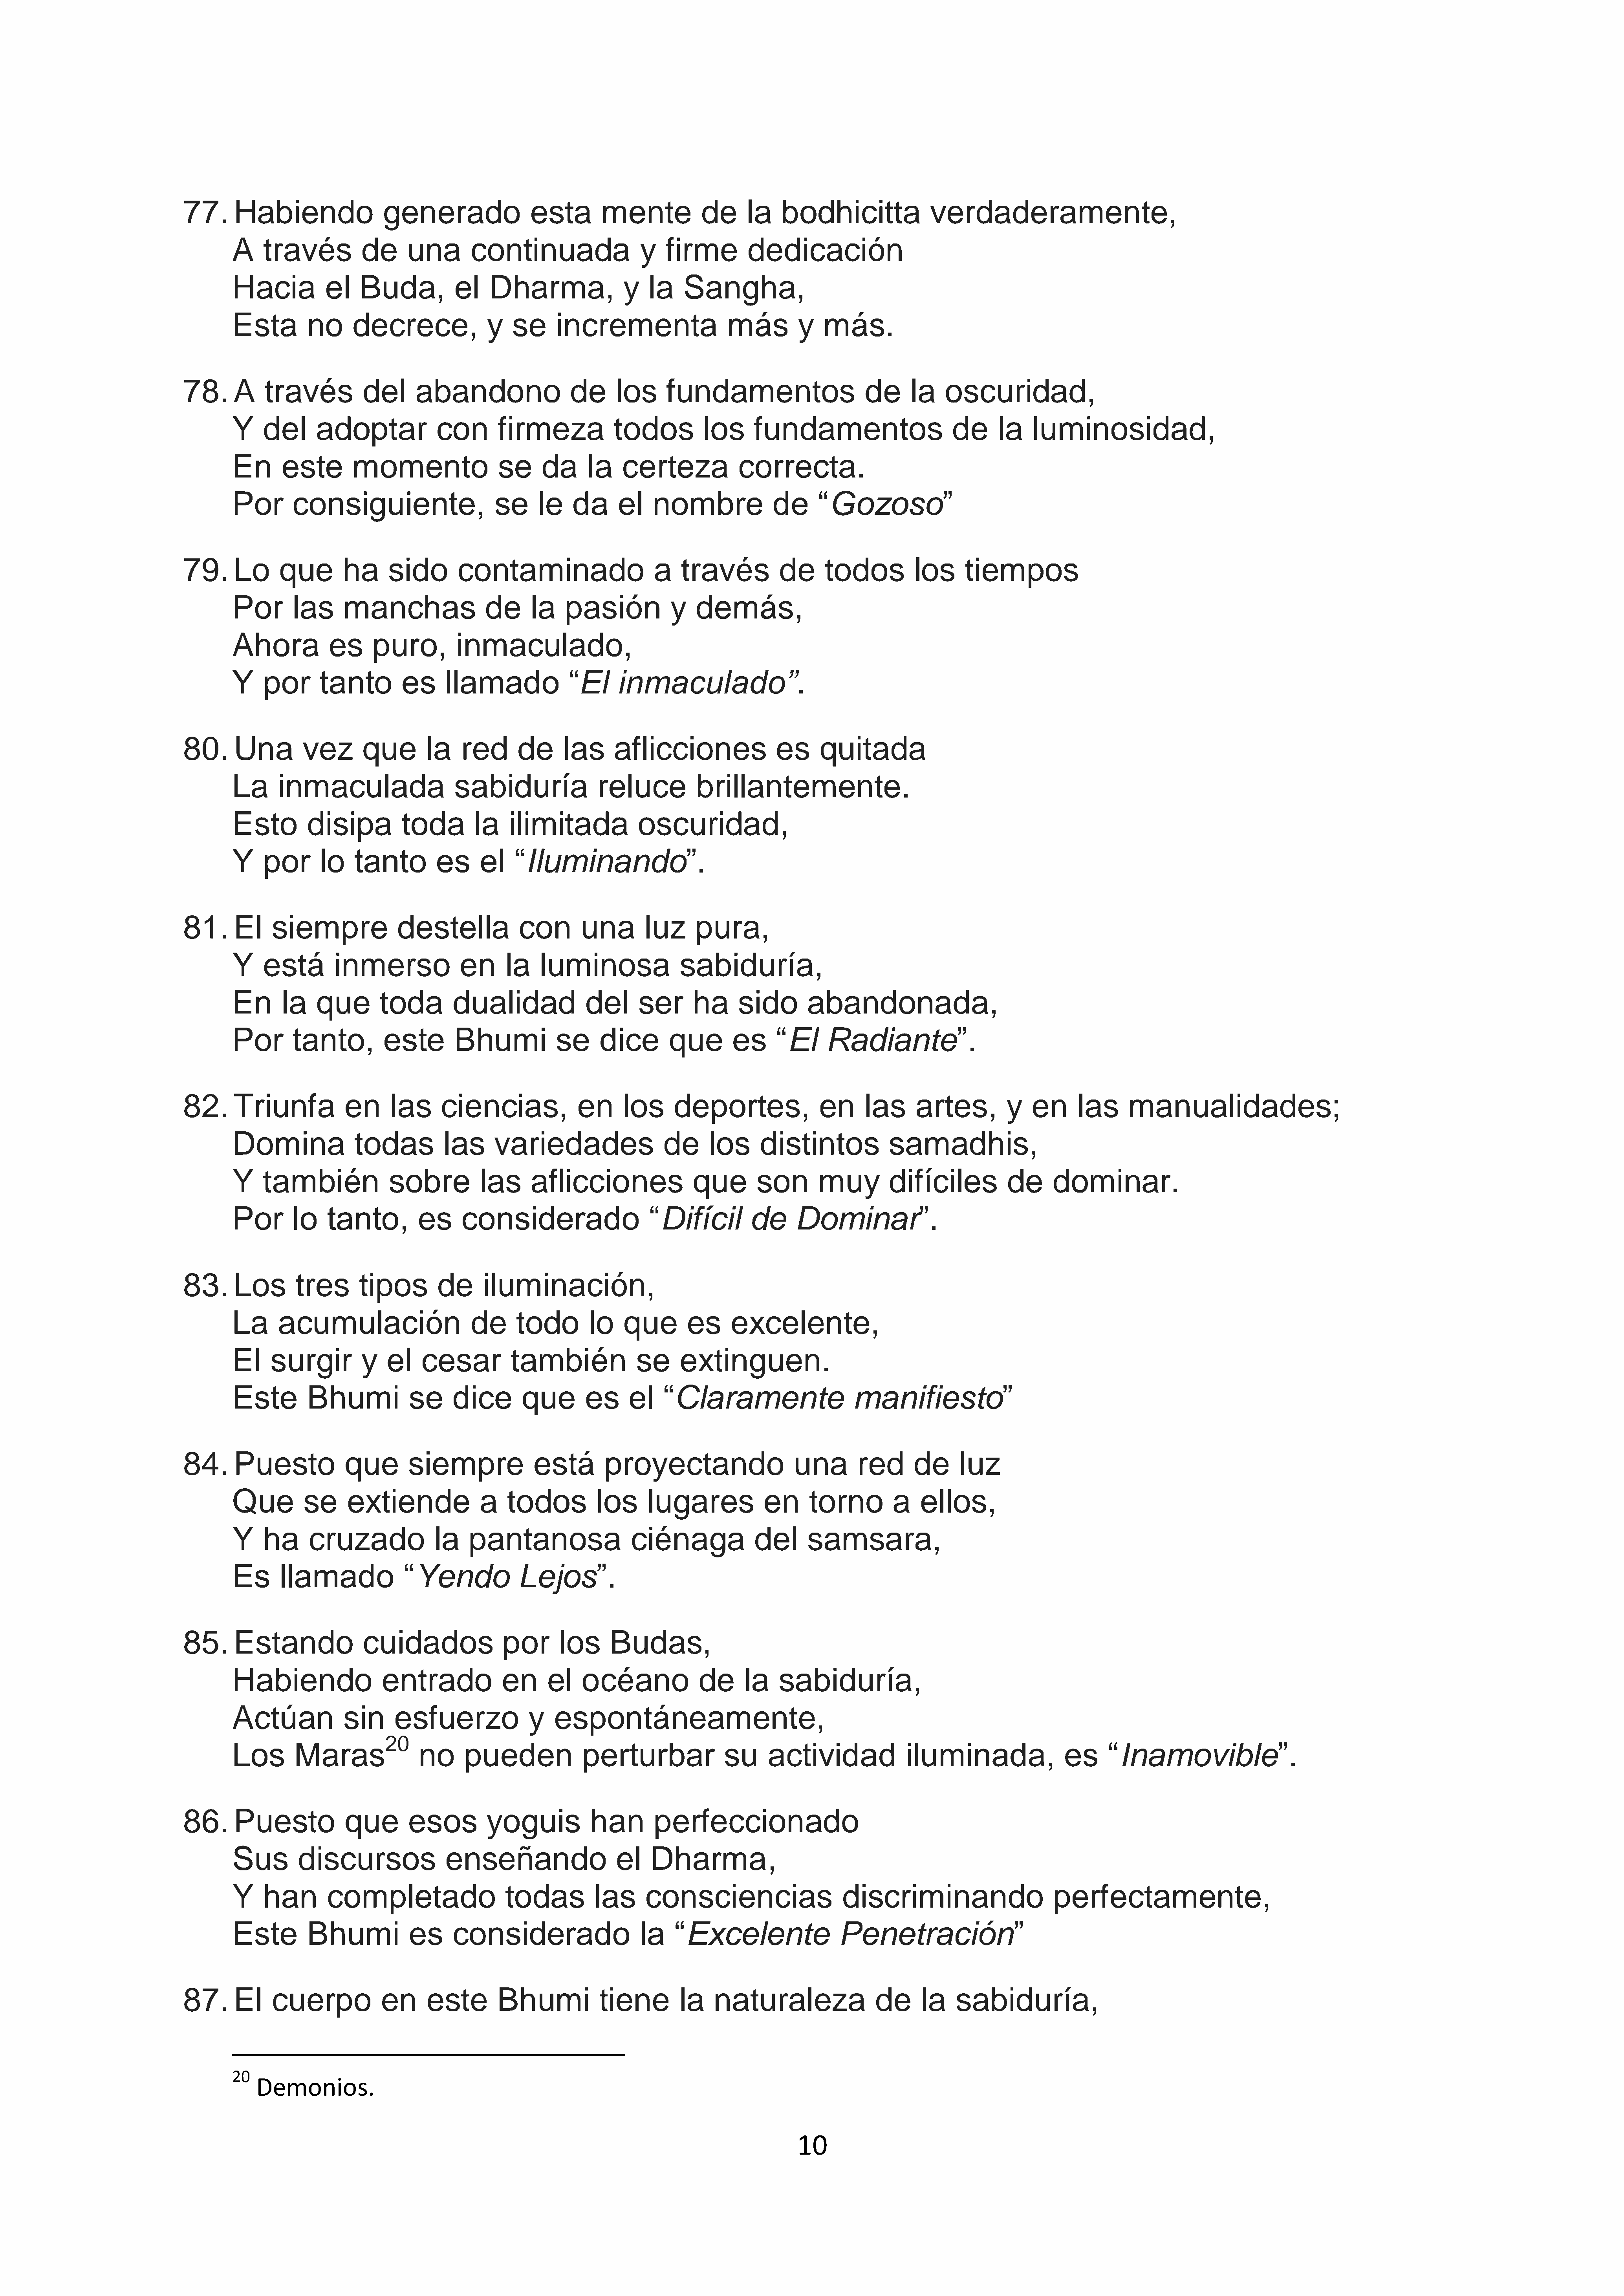 77. Habiendo generado esta mente de la bodhicitta verdaderamente,
A través de una continuada y firme dedicación
Hacia el Buda, el Dharma, y la Sangha,
Esta no decrece, y se incrementa más y más.
78. A través del abandono de los fundamentos de la oscuridad,
Y del adoptar con firmeza todos los fundamentos de la luminosidad,
En este momento se da la certeza correcta.
Por consiguiente, se le da el nombre de “Gozoso”
79. Lo que ha sido contaminado a través de todos los tiempos
Por las manchas de la pasión y demás,
Ahora es puro, inmaculado,
Y por tanto es llamado “El inmaculado”.
80. Una vez que la red de las aflicciones es quitada
La inmaculada sabiduría reluce brillantemente.
Esto disipa toda la ilimitada oscuridad,
Y por lo tanto es el “Iluminando”.
81. El siempre destella con una luz pura,
Y está inmerso en la luminosa sabiduría,
En la que toda dualidad del ser ha sido abandonada,
Por tanto, este Bhumi se dice que es “El Radiante”.
82. Triunfa en las ciencias, en los deportes, en las artes, y en las manualidades;
Domina todas las variedades de los distintos samadhis,
Y también sobre las aflicciones que son muy difíciles de dominar.
Por lo tanto, es considerado “Difícil de Dominar”.
83. Los tres tipos de iluminación,
La acumulación de todo lo que es excelente,
El surgir y el cesar también se extinguen.
Este Bhumi se dice que es el “Claramente manifiesto”
84. Puesto que siempre está proyectando una red de luz
Que se extiende a todos los lugares en torno a ellos,
Y ha cruzado la pantanosa ciénaga del samsara,
Es llamado “Yendo Lejos”.
85. Estando cuidados por los Budas,
Habiendo entrado en el océano de la sabiduría,
Actúan sin esfuerzo y espontáneamente,
Los Maras20 no pueden perturbar su actividad iluminada, es “Inamovible”.
86. Puesto que esos yoguis han perfeccionado
Sus discursos enseñando el Dharma,
Y han completado todas las consciencias discriminando perfectamente,
Este Bhumi es considerado la “Excelente Penetración”
87. El cuerpo en este Bhumi tiene la naturaleza de la sabiduría,
20 Demonios.
10